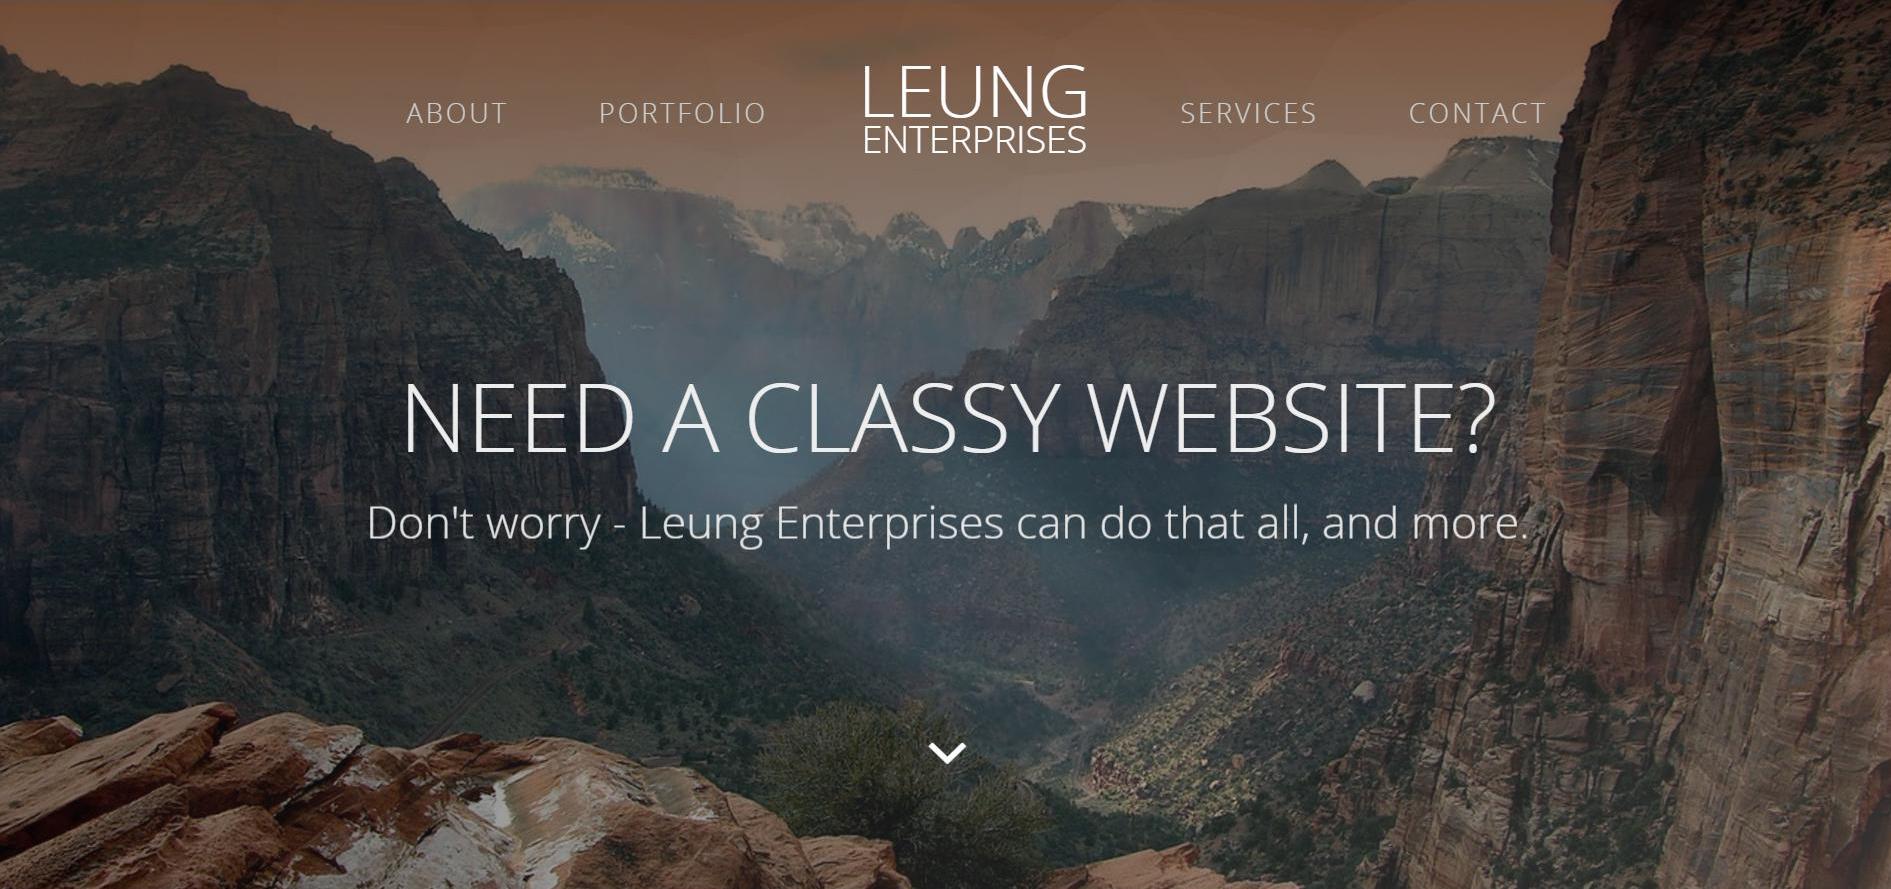 ABOUT
PORTFOLIO
LEUNG
ENTERPRISES
SERVICES
CONTACT
NEED A CLASSY WEBSITE?
Don't worry - Leung Enterprises can do that all, and more.